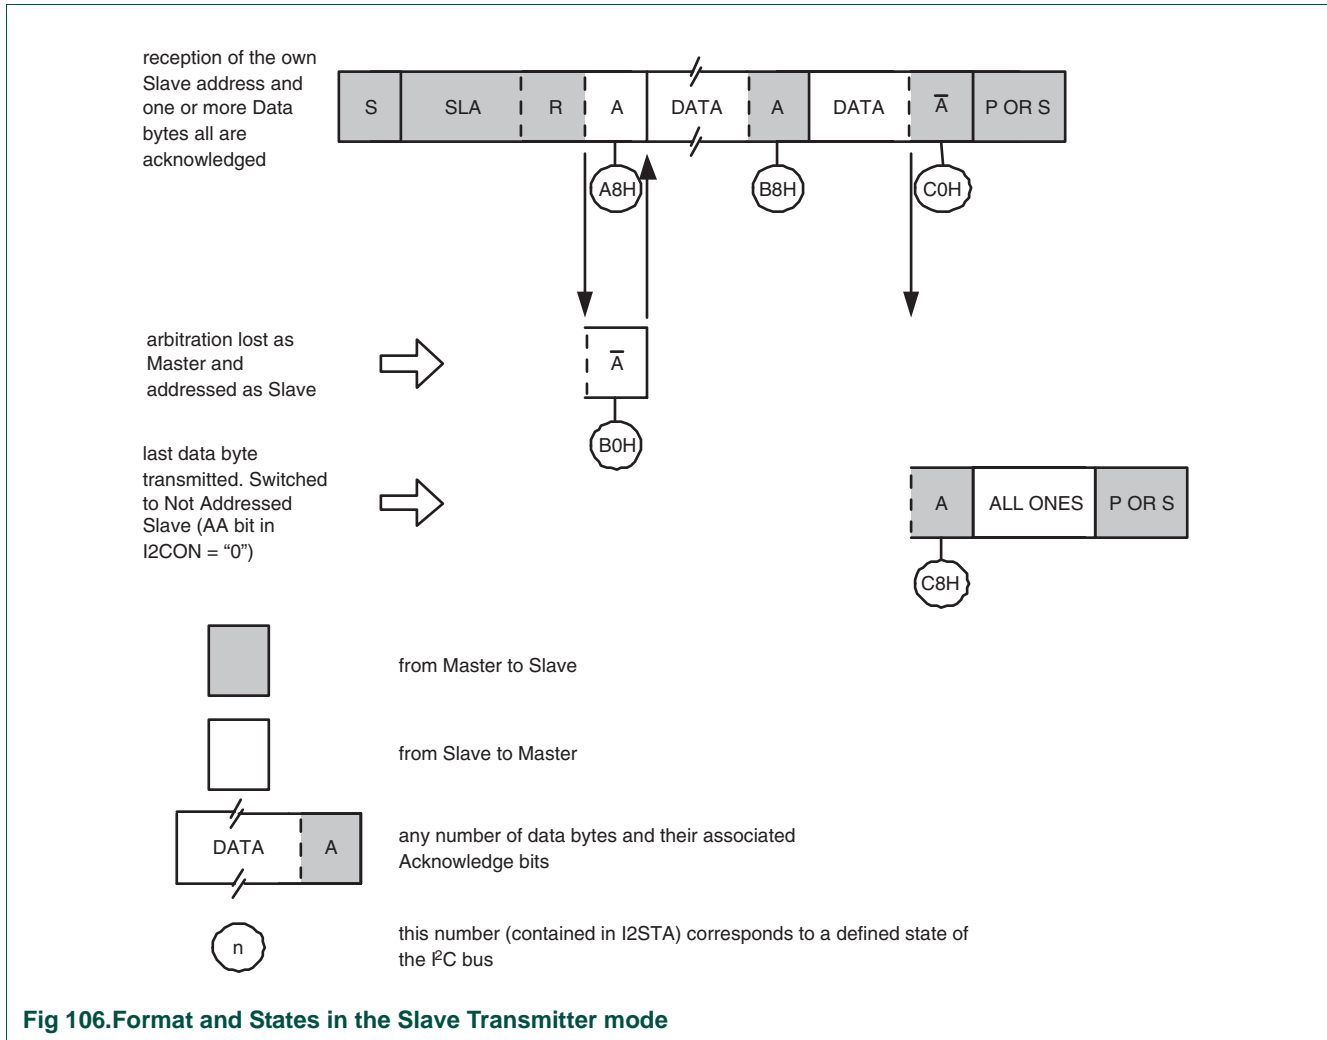 reception of the own
Slave address and
one or more Data
bytes all are
acknowledged
S SLA R A DATA A DATA A̅ P OR S
A8H B8H C0H
arbitration lost as
Master and
addressed as Slave
A̅
B0H
last data byte
transmitted. Switched
to Not Addressed
Slave (AA bit in
I2CON = “0”)
A ALL ONES P OR S
C8H
from Master to Slave
from Slave to Master
DATA A
any number of data bytes and their associated
Acknowledge bits
n
this number (contained in I2STA) corresponds to a defined state of
the I²C bus
Fig 106.Format and States in the Slave Transmitter mode